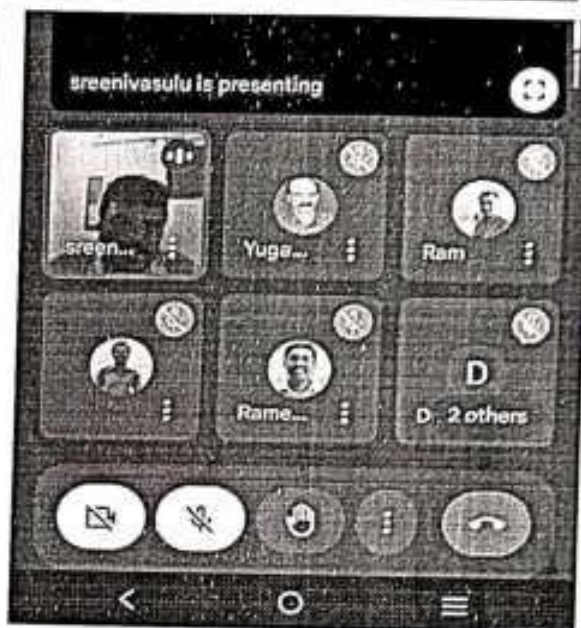 sreenivasulu is presenting
sreen...
Yuga...
Ram
Rame...
D
D, 2 others